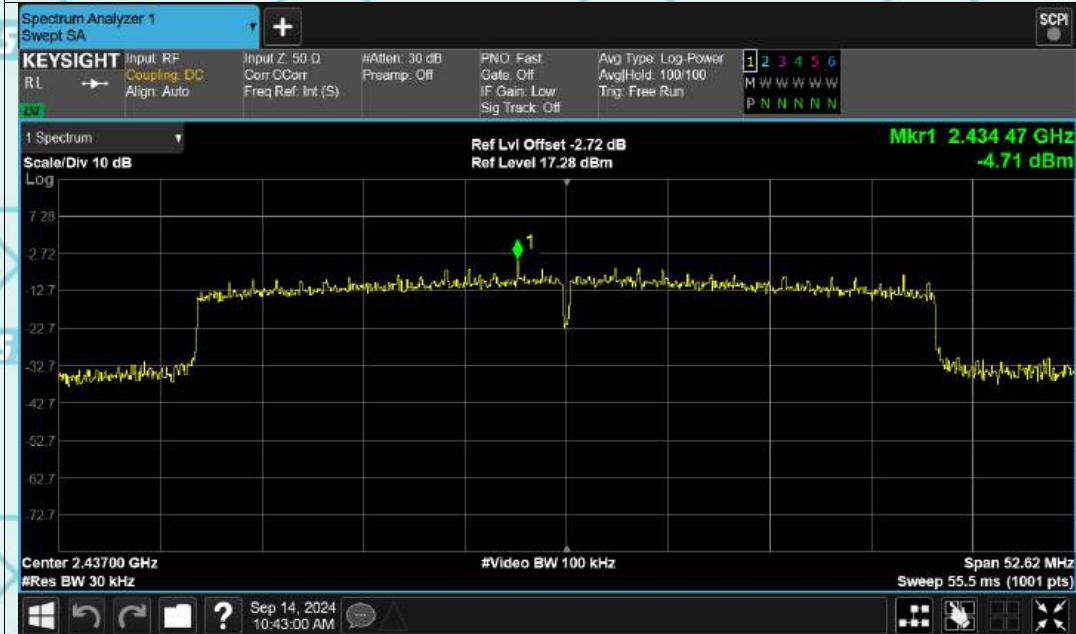 Spectrum Analyzer 1
Swept SA
+
SCPI
KEYSIGHT
RL
Input: RF
Coupling: DC
Align: Auto
Input Z: 50 Ω
Corr CCorr
Freq Ref: Int (S)
#Atten: 30 dB
Preamp: Off
PNO: Fast
Gate: Off
IF Gain: Low
Sig Track: Off
Avg Type: Log-Power
Avg|Hold: 100/100
Trig: Free Run
1 2 3 4 5 6
M W W W W W
P N N N N N
1 Spectrum
Scale/Div 10 dB
Log
Ref Lvl Offset -2.72 dB
Ref Level 17.28 dBm
Mkr1 2.434 47 GHz
-4.71 dBm
7.28
-2.72
-12.7
-22.7
-32.7
-42.7
-52.7
-62.7
-72.7
1
Center 2.43700 GHz
#Res BW 30 kHz
#Video BW 100 kHz
Span 52.62 MHz
Sweep 55.5 ms (1001 pts)
?
Sep 14, 2024
10:43:00 AM